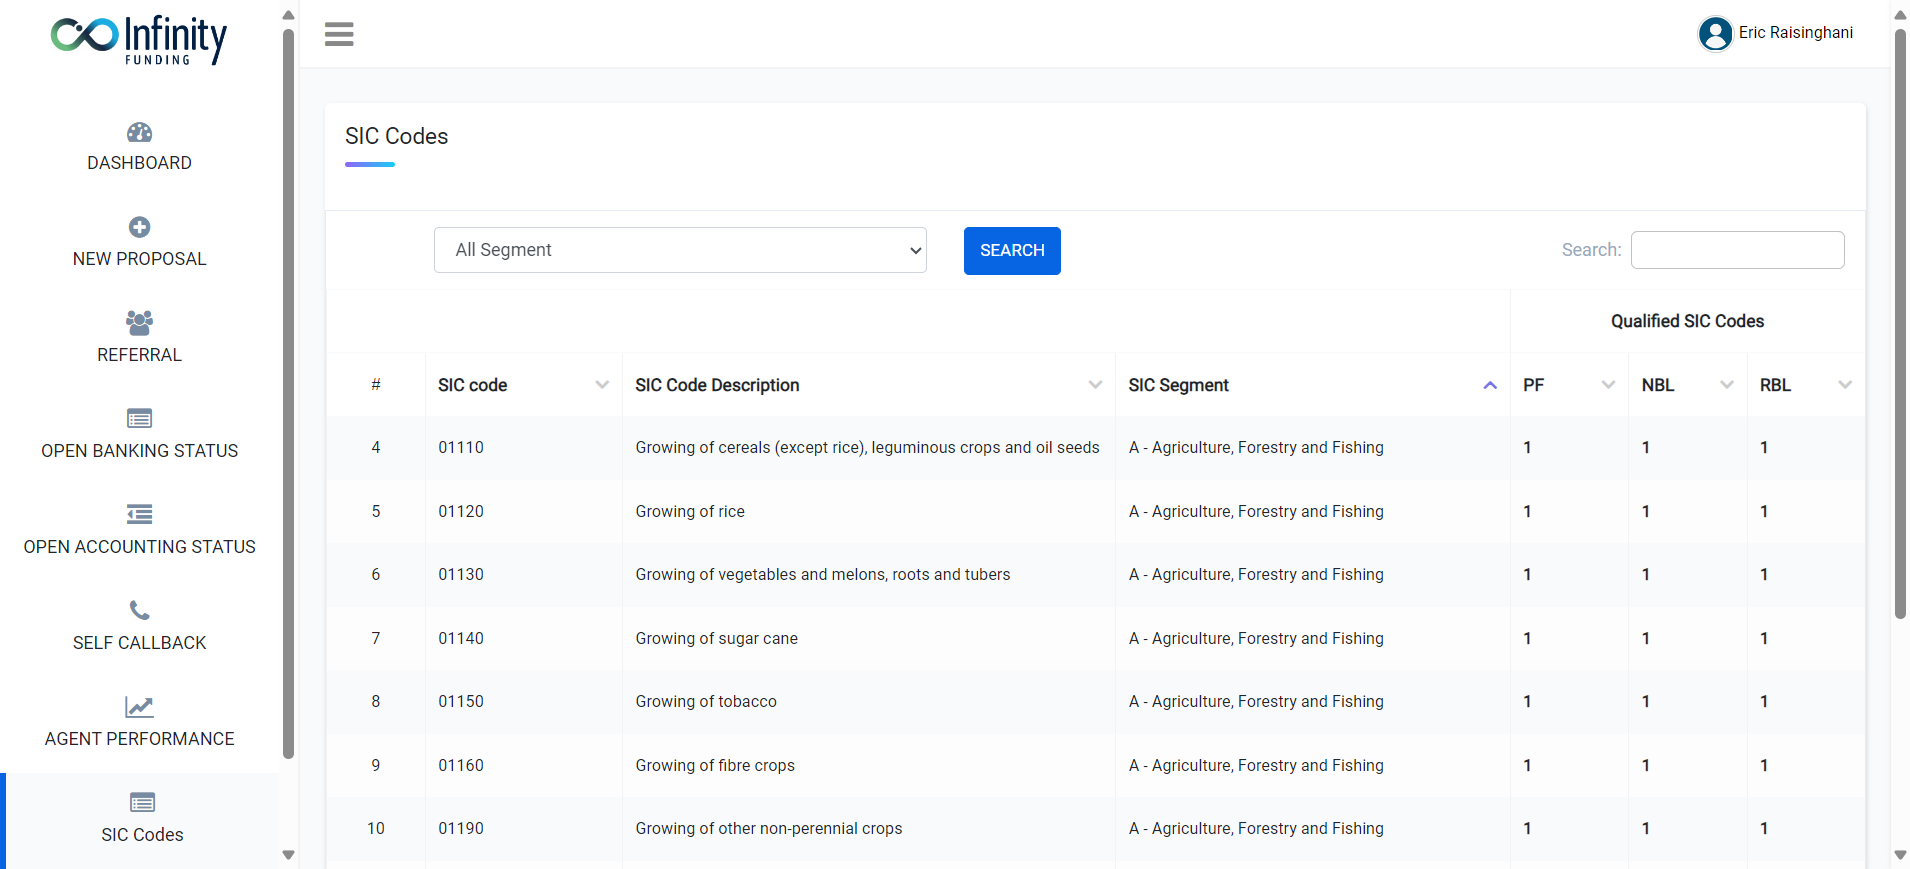 Infinity
FUNDING
DASHBOARD
NEW PROPOSAL
REFERRAL
OPEN BANKING STATUS
OPEN ACCOUNTING STATUS
SELF CALLBACK
AGENT PERFORMANCE
SIC Codes
Eric Raisinghani
SIC Codes
All Segment
SEARCH
Search:
Qualified SIC Codes
# SIC code SIC Code Description SIC Segment PF NBL RBL
4 01110 Growing of cereals (except rice), leguminous crops and oil seeds A - Agriculture, Forestry and Fishing 1 1 1
5 01120 Growing of rice A - Agriculture, Forestry and Fishing 1 1 1
6 01130 Growing of vegetables and melons, roots and tubers A - Agriculture, Forestry and Fishing 1 1 1
7 01140 Growing of sugar cane A - Agriculture, Forestry and Fishing 1 1 1
8 01150 Growing of tobacco A - Agriculture, Forestry and Fishing 1 1 1
9 01160 Growing of fibre crops A - Agriculture, Forestry and Fishing 1 1 1
10 01190 Growing of other non-perennial crops A - Agriculture, Forestry and Fishing 1 1 1